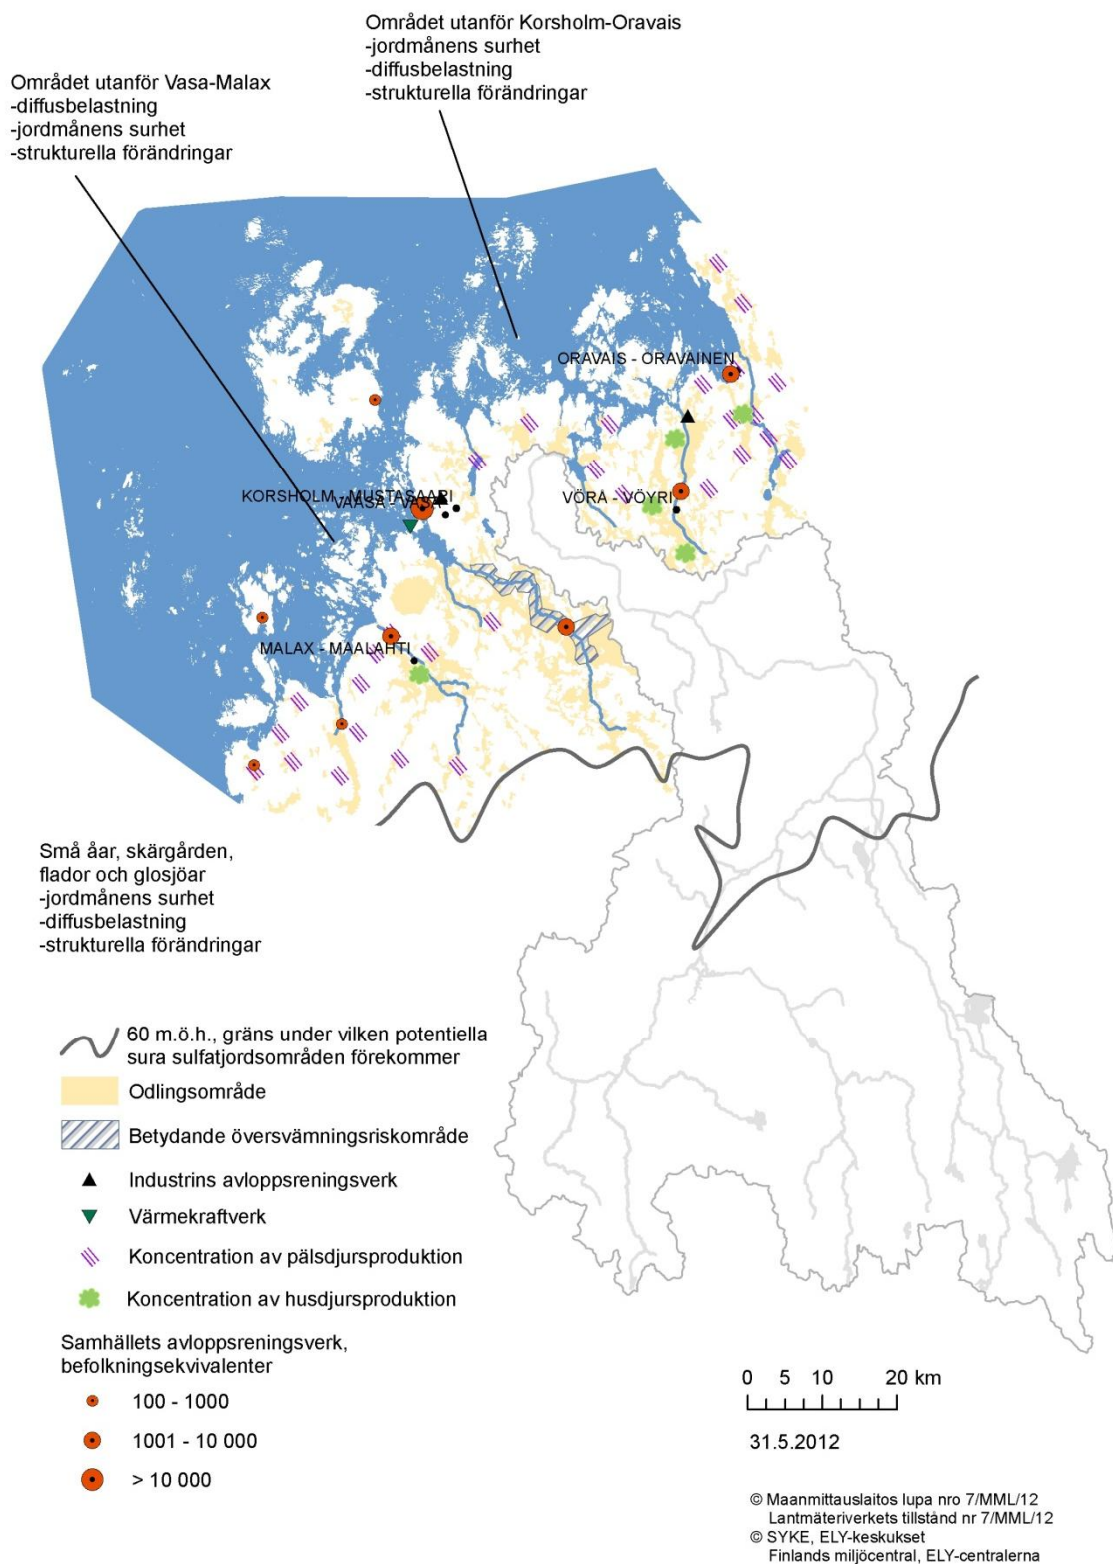 Området utanför Korsholm-Oravais
-jordmånens surhet
-diffusbelastning
-strukturella förändringar
Området utanför Vasa-Malax
-diffusbelastning
-jordmånens surhet
-strukturella förändringar
ORAVAIS - ORAVAINEN
KORSHOLM - MUSTASAARI
VAASA - VASA
VÖRÅ - VÖYRI
MALAX - MAALAHTI
Små åar, skärgården,
flador och glosjöar
-jordmånens surhet
-diffusbelastning
-strukturella förändringar
60 m.ö.h., gräns under vilken potentiella
sura sulfatjordsområden förekommer
Odlingsområde
Betydande översvämningsriskområde
Industrins avloppsreningsverk
Värmekraftverk
Koncentration av pälsdjursproduktion
Koncentration av husdjursproduktion
Samhällets avloppsreningsverk,
befolkningsekvivalenter
100 - 1000
1001 - 10 000
> 10 000
0 5 10 20 km
31.5.2012
© Maanmittauslaitos lupa nro 7/MML/12
Lantmäteriverkets tillstånd nr 7/MML/12
© SYKE, ELY-keskukset
Finlands miljöcentral, ELY-centralerna